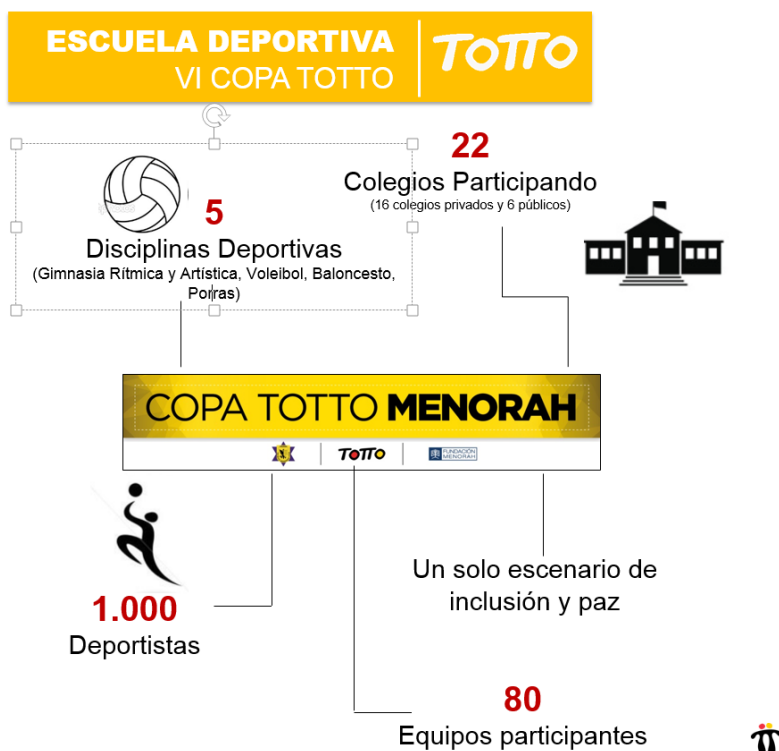 ESCUELA DEPORTIVA
VI COPA TOTTO
TOTTO
5
Disciplinas Deportivas
(Gimnasia Rítmica y Artística, Voleibol, Baloncesto,
Porras)
22
Colegios Participando
(16 colegios privados y 6 públicos)
COPA TOTTO MENORAH
TOTTO
FUNDACIÓN
MENORAH
1.000
Deportistas
Un solo escenario de
inclusión y paz
80
Equipos participantes